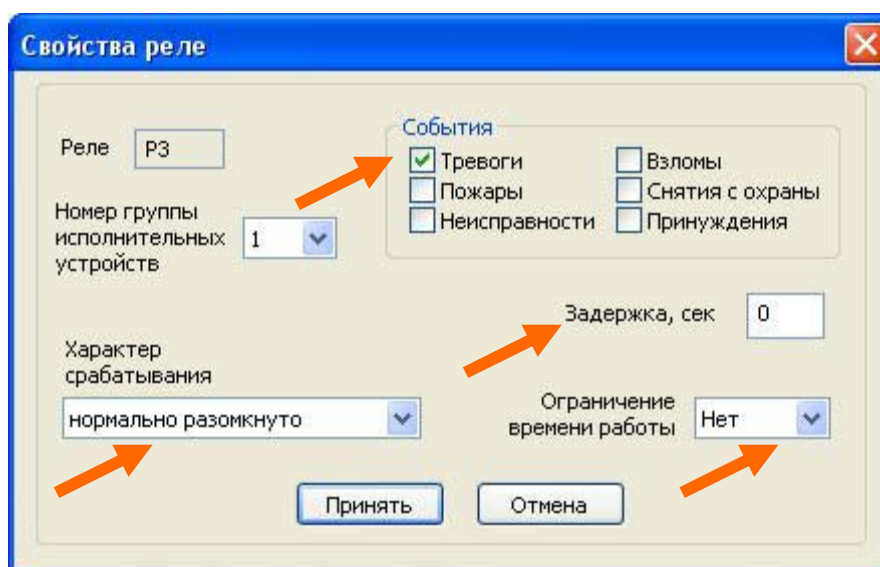 Свойства реле
Реле Р3
События
Тревоги
Взломы
Пожары
Снятия с охраны
Неисправности
Принуждения
Номер группы
исполнительных
устройств
1
Задержка, сек 0
Характер
срабатывания
нормально разомкнуто
Ограничение
времени работы
Нет
Принять
Отмена